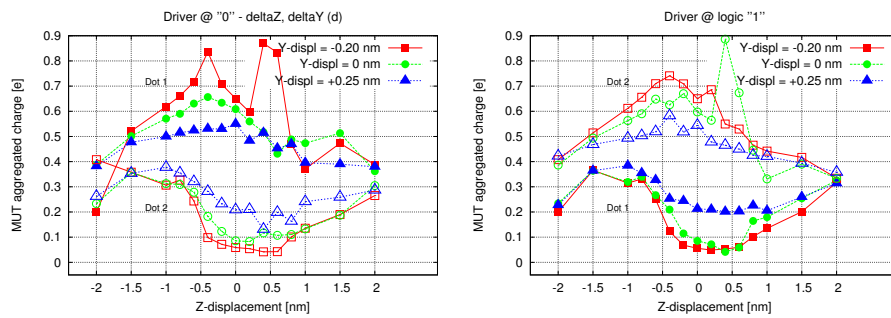 Driver @ ''0'' - deltaZ, deltaY (d)
MUT aggregated charge [e]
0.9
0.8
0.7
0.6
0.5
0.4
0.3
0.2
0.1
0
Y-displ = -0.20 nm
Y-displ = 0 nm
Y-displ = +0.25 nm
Dot 1
Dot 2
-2 -1.5 -1 -0.5 0 0.5 1 1.5 2
Z-displacement [nm]
Driver @ logic ''1''
MUT aggregated charge [e]
0.9
0.8
0.7
0.6
0.5
0.4
0.3
0.2
0.1
0
Y-displ = -0.20 nm
Y-displ = 0 nm
Y-displ = +0.25 nm
Dot 2
Dot 1
-2 -1.5 -1 -0.5 0 0.5 1 1.5 2
Z-displacement [nm]